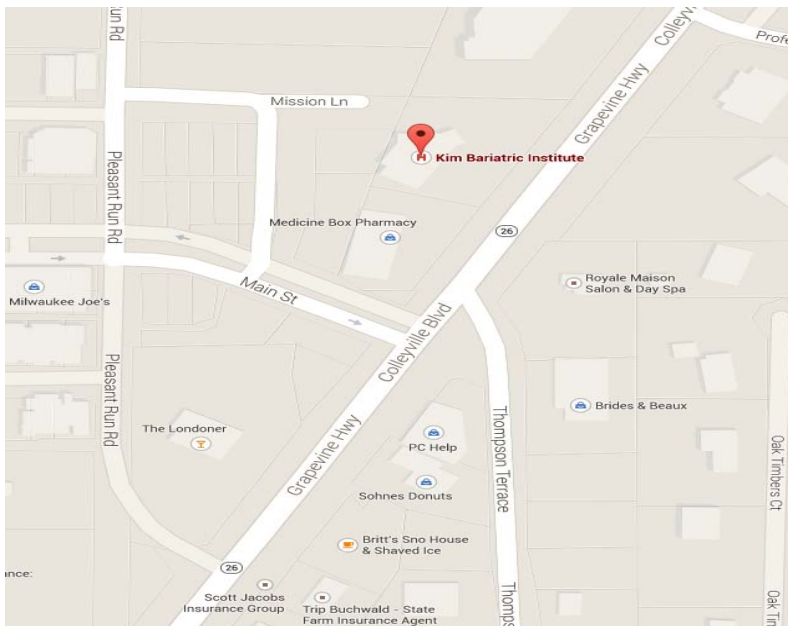 Run Rd
Colleyv
Profe
Grapevine Hwy
Mission Ln
Pleasant Run Rd
H Kim Bariatric Institute
Medicine Box Pharmacy
26
Royale Maison
Salon & Day Spa
Milwaukee Joe's
Main St
Colleyville Blvd
Pleasant Run Rd
Thompson Terrace
Brides & Beaux
The Londoner
PC Help
Oak Timbers Ct
Grapevine Hwy
Sohnes Donuts
Britt's Sno House
& Shaved Ice
26
ance:
Scott Jacobs
Insurance Group
Trip Buchwald - State
Farm Insurance Agent
Thomps
Oak Tim